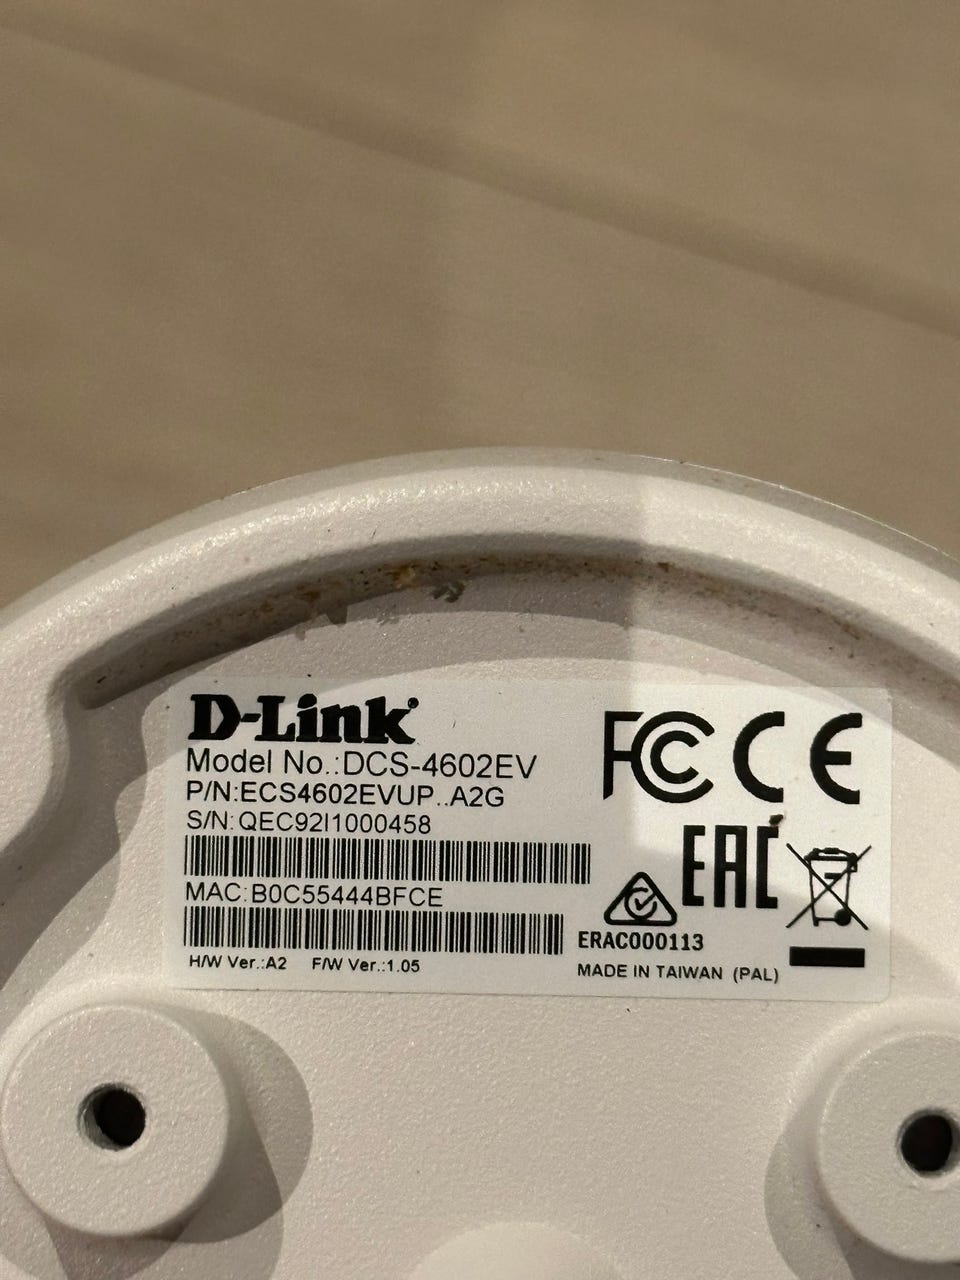 D-Link
Model No.:DCS-4602EV
P/N:ECS4602EVUP..A2G
S/N:QEC92I1000458
MAC:B0C55444BFCE
H/W Ver.:A2 F/W Ver.:1.05
FC CE
EAC
ERAC000113
MADE IN TAIWAN (PAL)